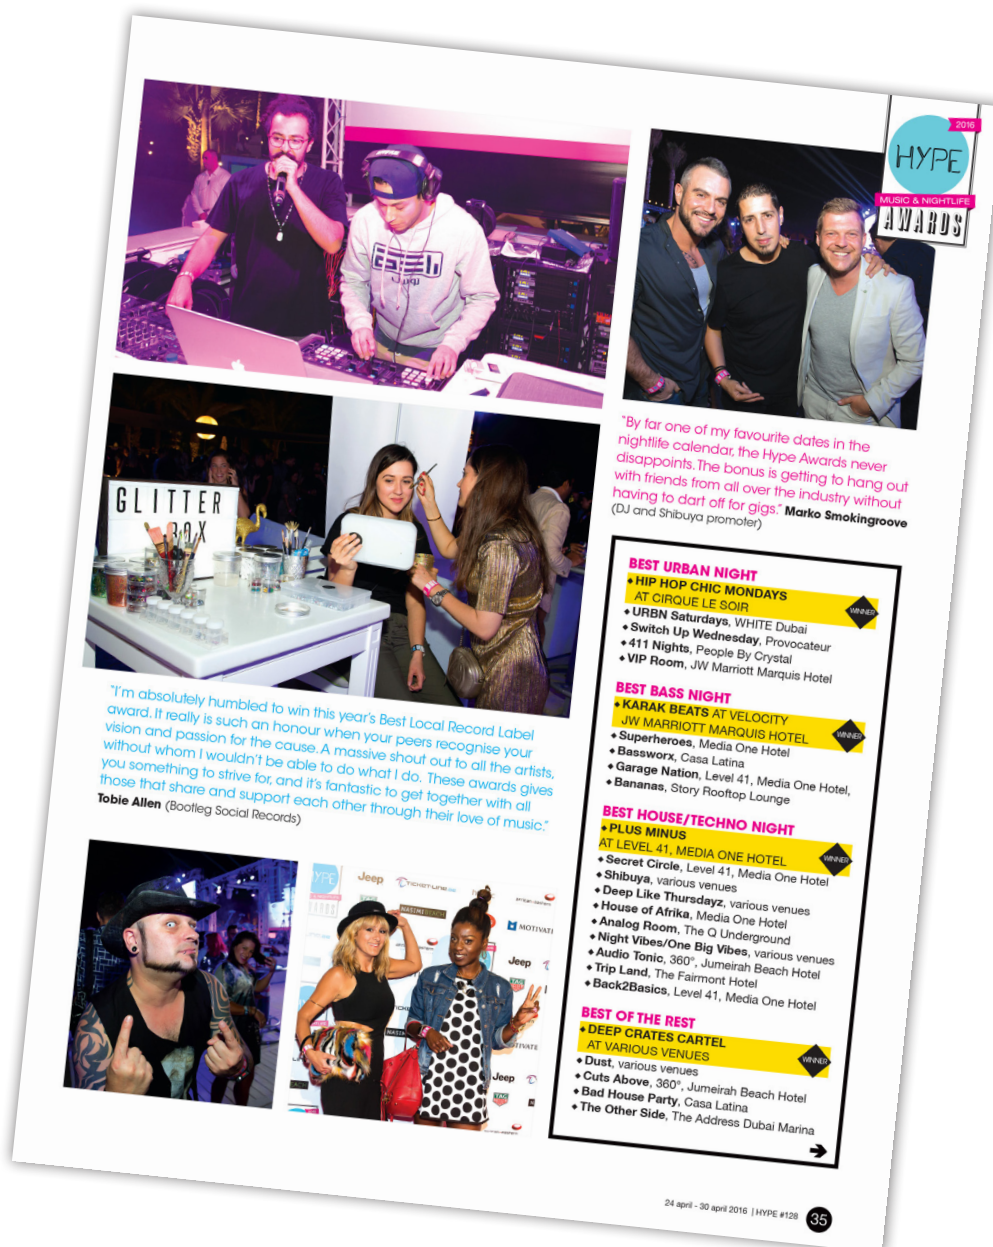 2016
HYPE
MUSIC & NIGHTLIFE
AWARDS
GLITTER
BOX
"By far one of my favourite dates in the
nightlife calendar, the Hype Awards never
disappoints. The bonus is getting to hang out
with friends from all over the industry without
having to dart off for gigs." Marko Smokingroove
(DJ and Shibuya promoter)
"I'm absolutely humbled to win this year's Best Local Record Label
award. It really is such an honour when your peers recognise your
vision and passion for the cause. A massive shout out to all the artists,
without whom I wouldn't be able to do what I do. These awards gives
you something to strive for, and it's fantastic to get together with all
those that share and support each other through their love of music."
Tobie Allen (Bootleg Social Records)
Jeep
NASIMI BEACH
MOTIVATE
Jeep
TAG
NASIMI
Jeep
TAG
BEST URBAN NIGHT
◆ HIP HOP CHIC MONDAYS
AT CIRQUE LE SOIR
WINNER
◆ URBN Saturdays, WHITE Dubai
◆ Switch Up Wednesday, Provocateur
◆ 411 Nights, People By Crystal
◆ VIP Room, JW Marriott Marquis Hotel
BEST BASS NIGHT
◆ KARAK BEATS AT VELOCITY
JW MARRIOTT MARQUIS HOTEL
WINNER
◆ Superheroes, Media One Hotel
◆ Bassworx, Casa Latina
◆ Garage Nation, Level 41, Media One Hotel,
◆ Bananas, Story Rooftop Lounge
BEST HOUSE/TECHNO NIGHT
◆ PLUS MINUS
AT LEVEL 41, MEDIA ONE HOTEL
WINNER
◆ Secret Circle, Level 41, Media One Hotel
◆ Shibuya, various venues
◆ Deep Like Thursdayz, various venues
◆ House of Afrika, Media One Hotel
◆ Analog Room, The Q Underground
◆ Night Vibes/One Big Vibes, various venues
◆ Audio Tonic, 360°, Jumeirah Beach Hotel
◆ Trip Land, The Fairmont Hotel
◆ Back2Basics, Level 41, Media One Hotel
BEST OF THE REST
◆ DEEP CRATES CARTEL
AT VARIOUS VENUES
WINNER
◆ Dust, various venues
◆ Cuts Above, 360°, Jumeirah Beach Hotel
◆ Bad House Party, Casa Latina
◆ The Other Side, The Address Dubai Marina
24 april - 30 april 2016 | HYPE #128 35